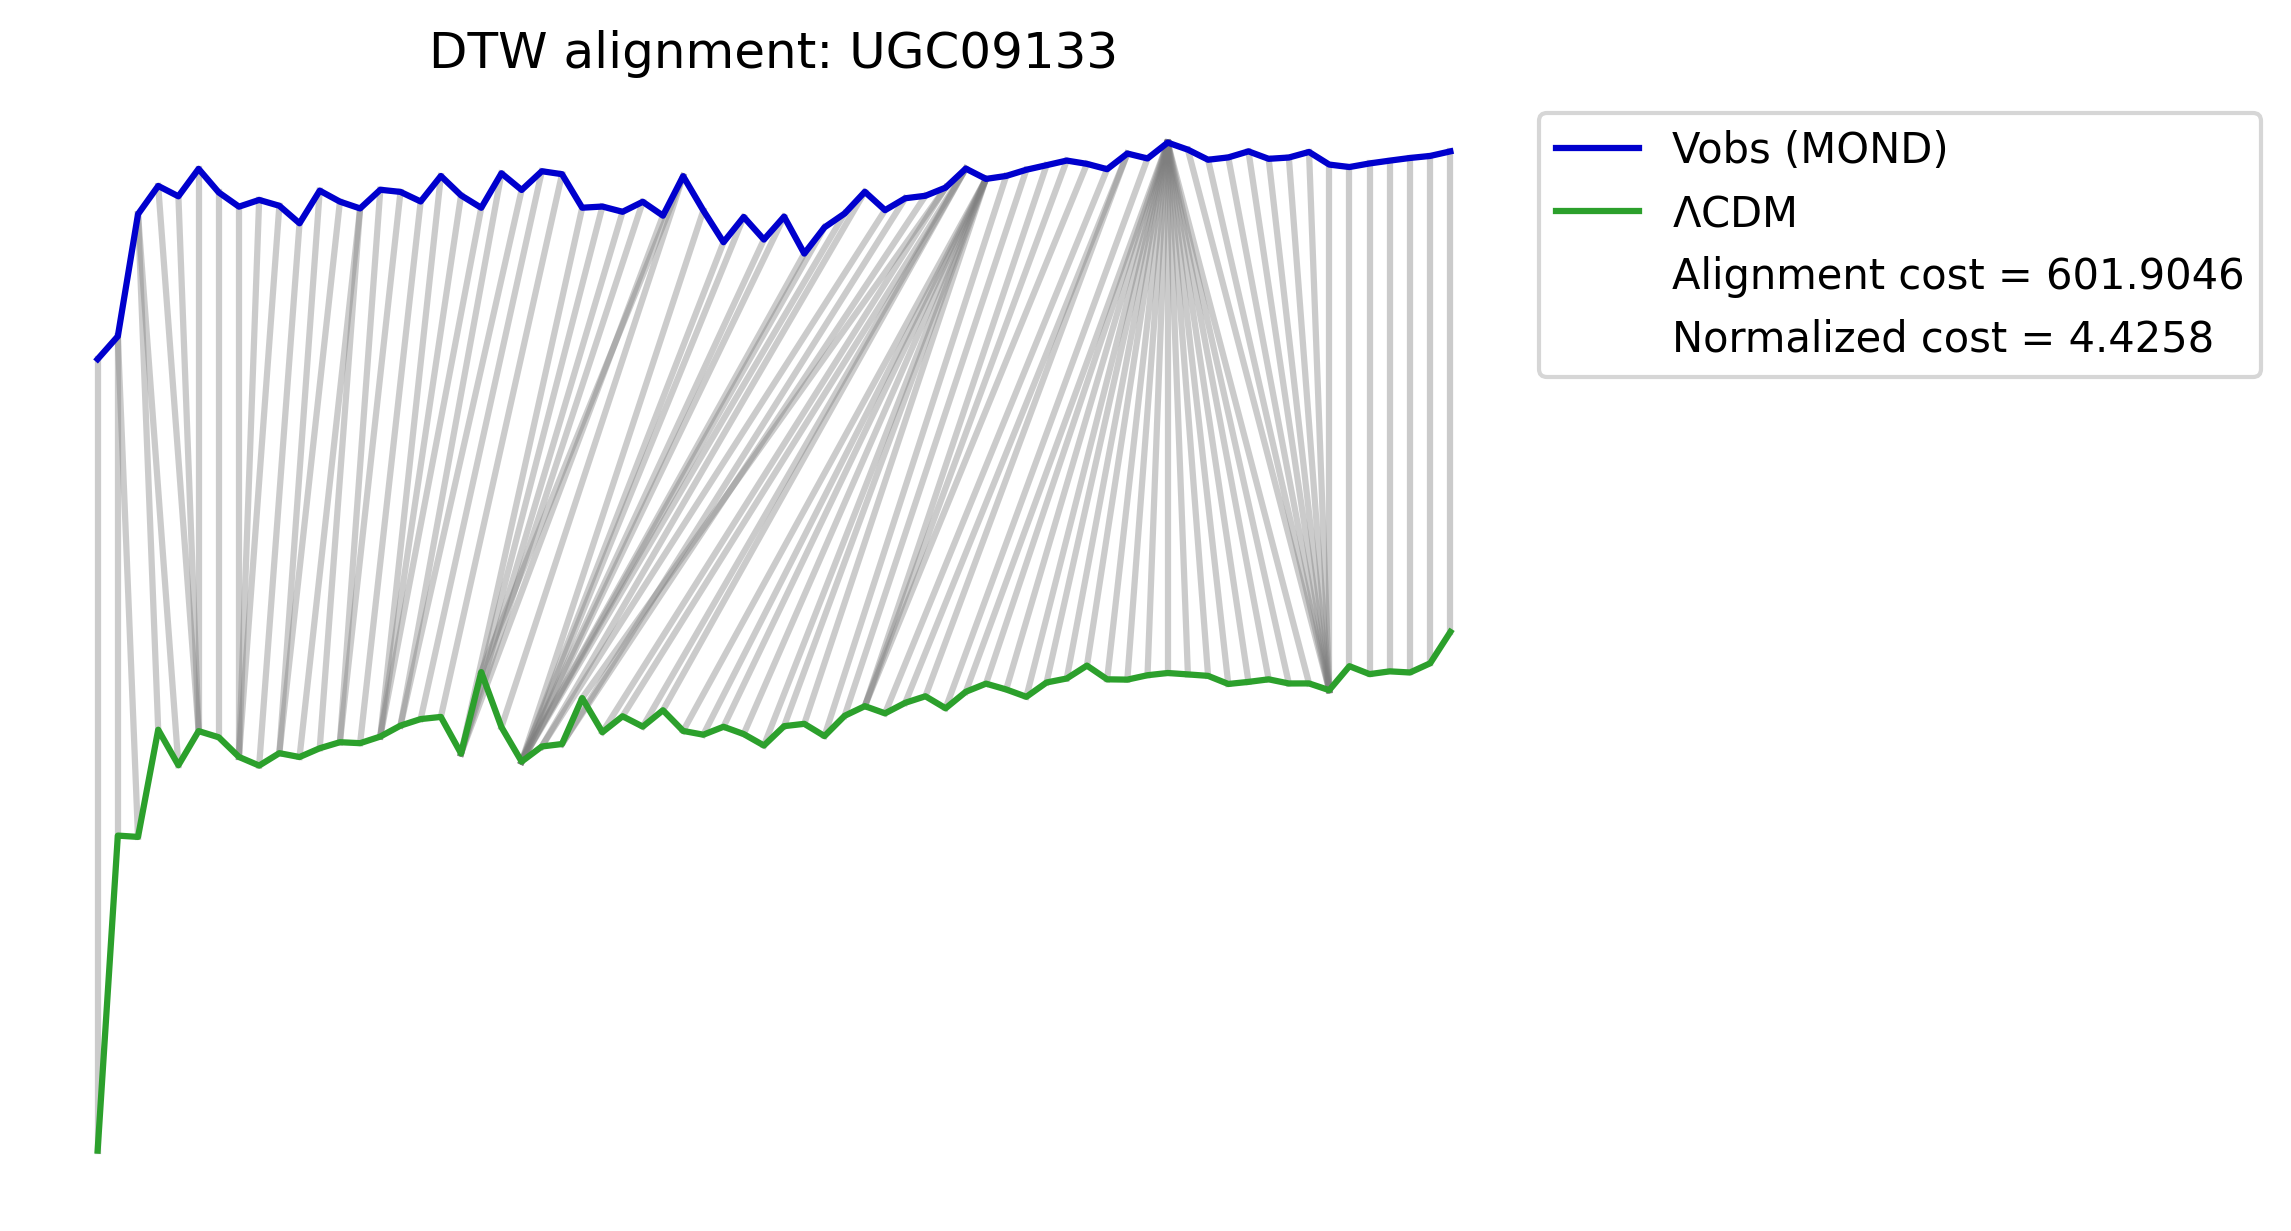 DTW alignment: UGC09133
Vobs (MOND)
ΛCDM
Alignment cost = 601.9046
Normalized cost = 4.4258